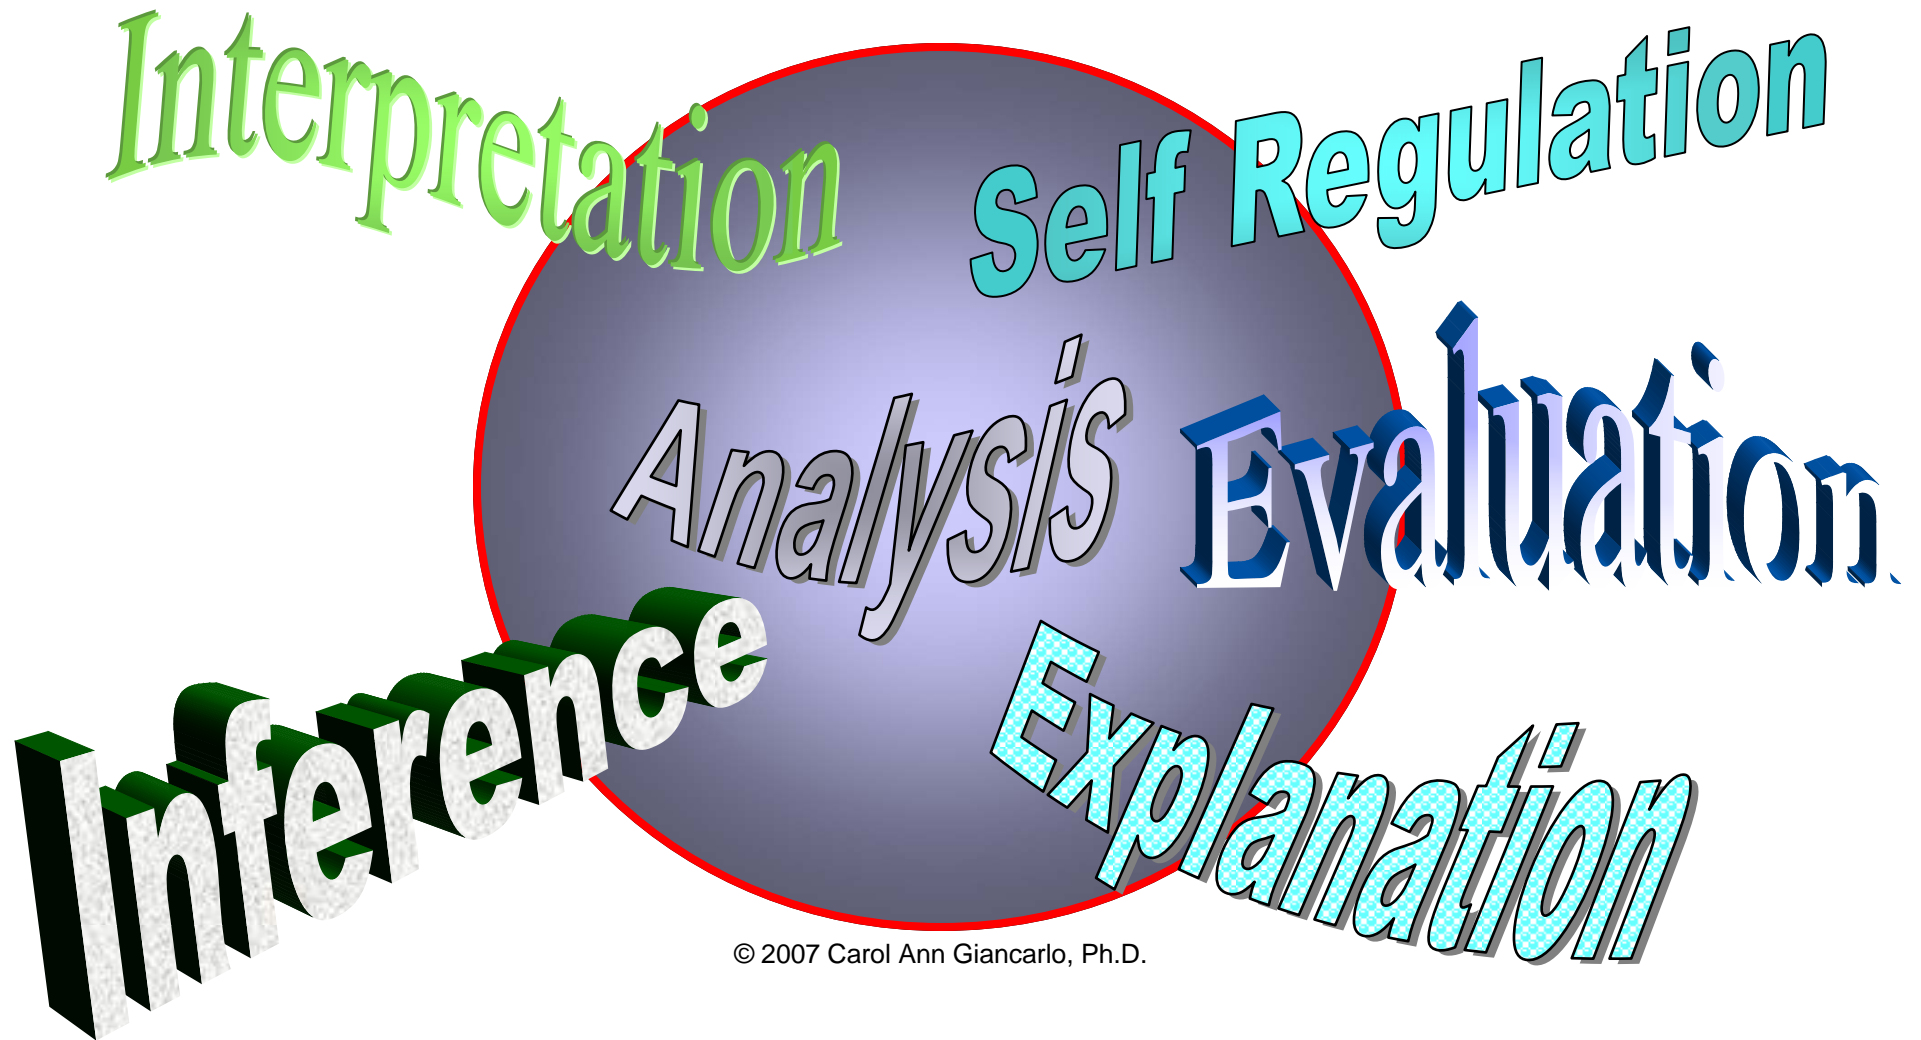 Interpretation
Self Regulation
Analysis
Evaluation
Inference
Explanation
© 2007 Carol Ann Giancarlo, Ph.D.